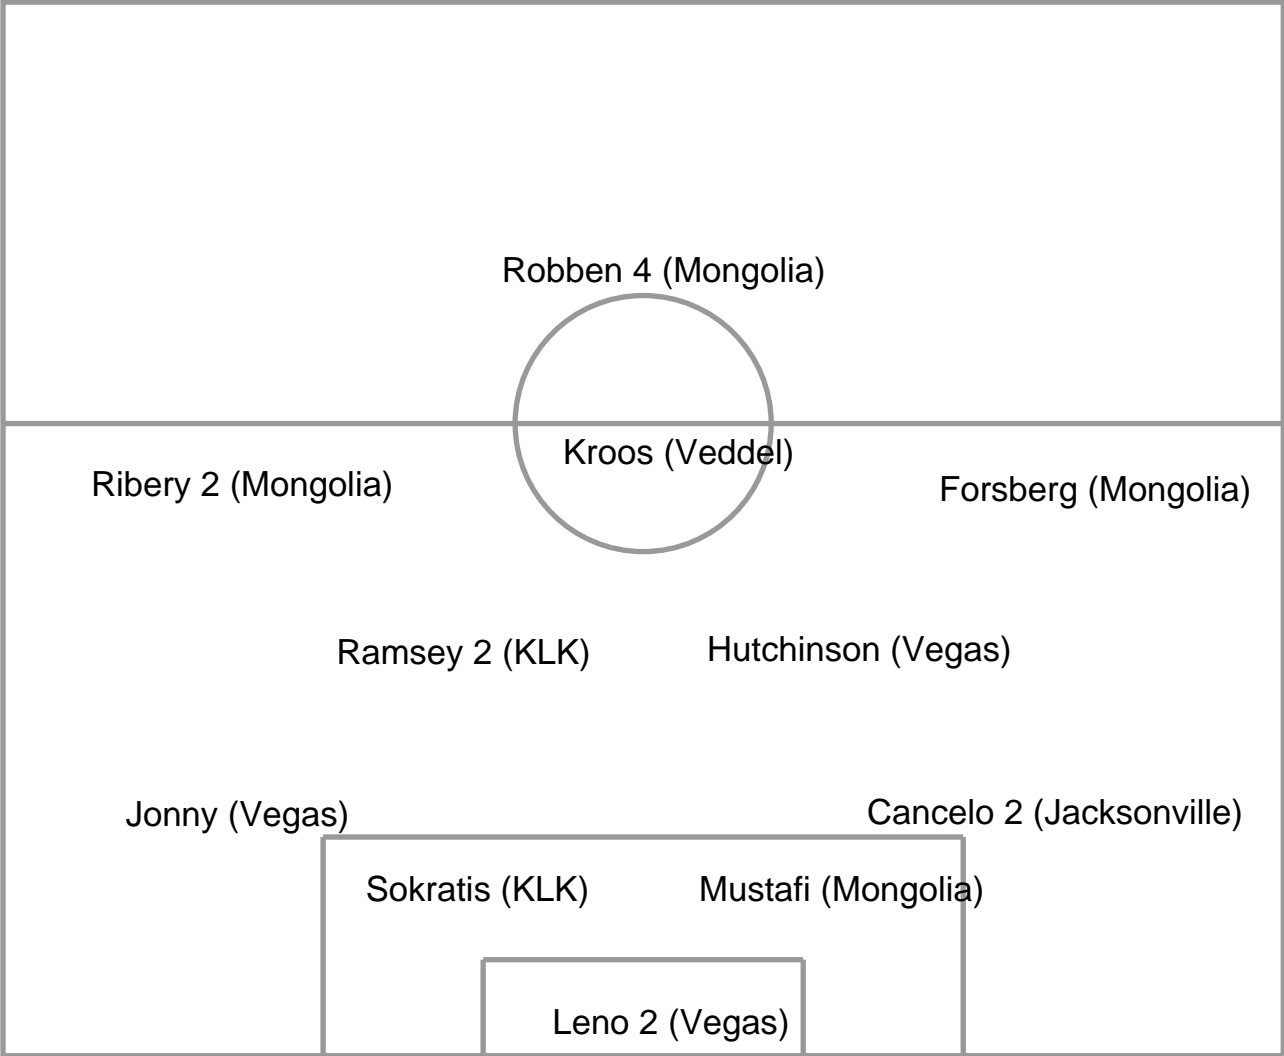 Robben 4 (Mongolia)
Kroos (Veddel)
Ribery 2 (Mongolia)
Forsberg (Mongolia)
Ramsey 2 (KLK)
Hutchinson (Vegas)
Jonny (Vegas)
Cancelo 2 (Jacksonville)
Sokratis (KLK)
Mustafi (Mongolia)
Leno 2 (Vegas)